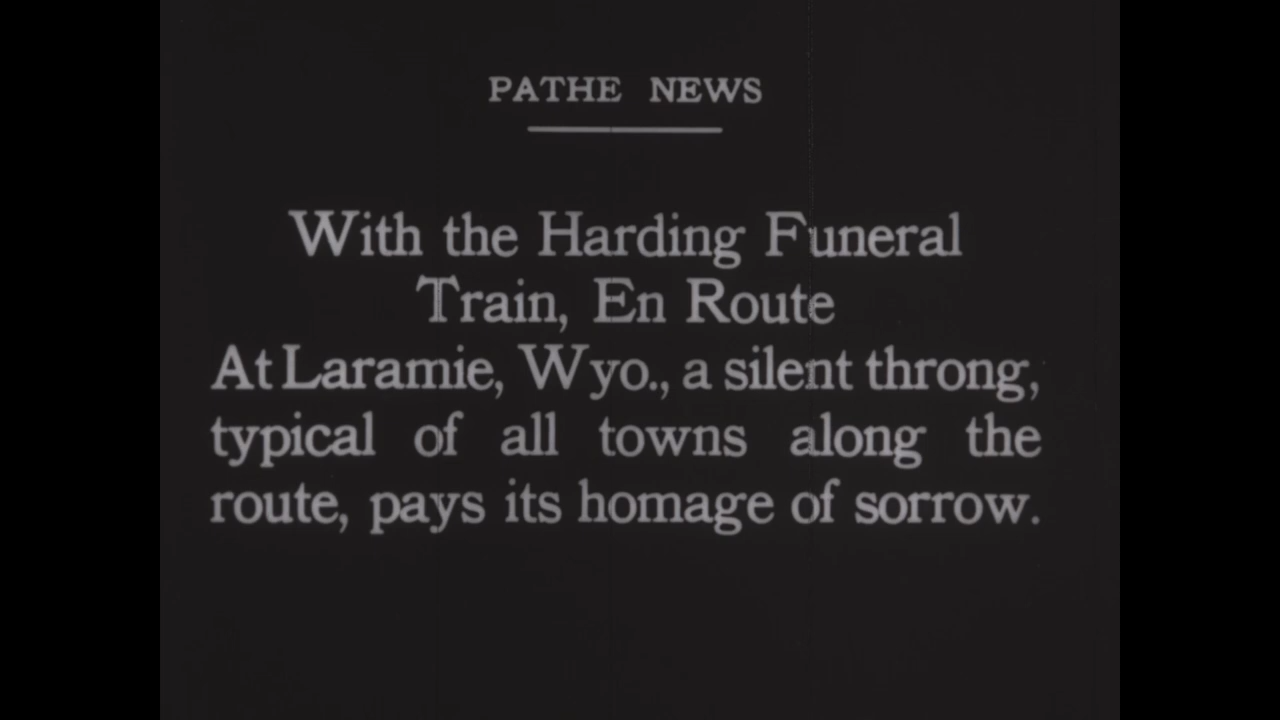 PATHE NEWS
With the Harding Funeral
Train, En Route
At Laramie, Wyo., a silent throng,
typical of all towns along the
route, pays its homage of sorrow.